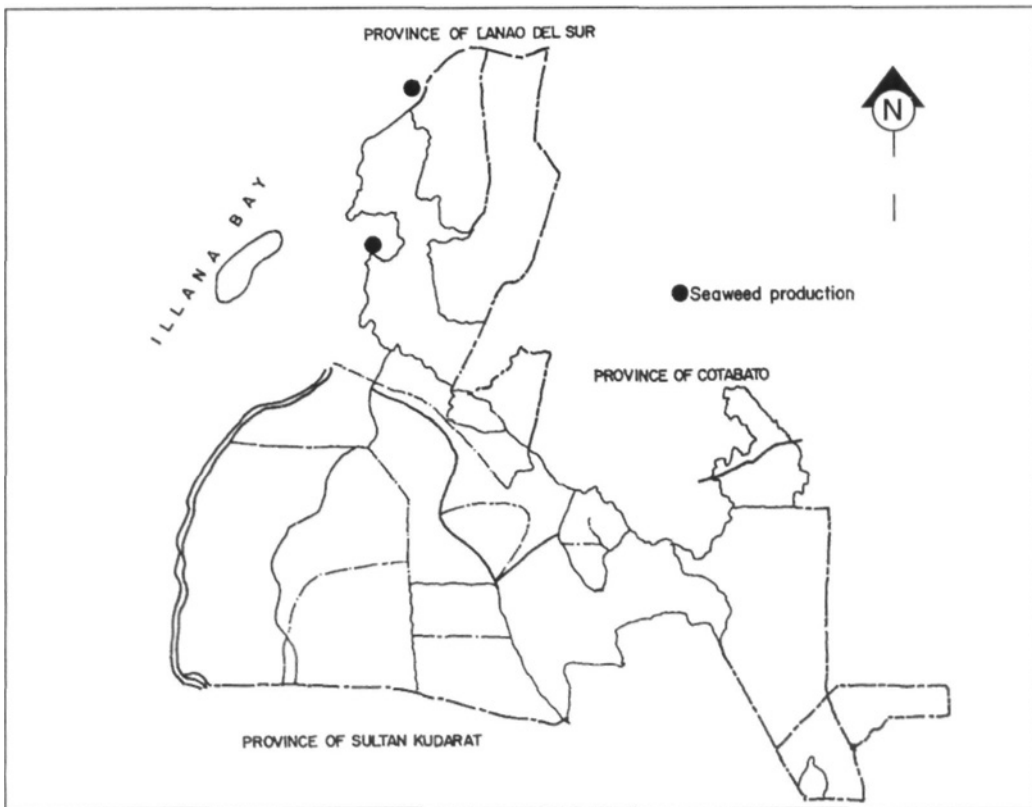 PROVINCE OF LANAO DEL SUR
N
ILLANA BAY
Seaweed production
PROVINCE OF COTABATO
PROVINCE OF SULTAN KUDARAT